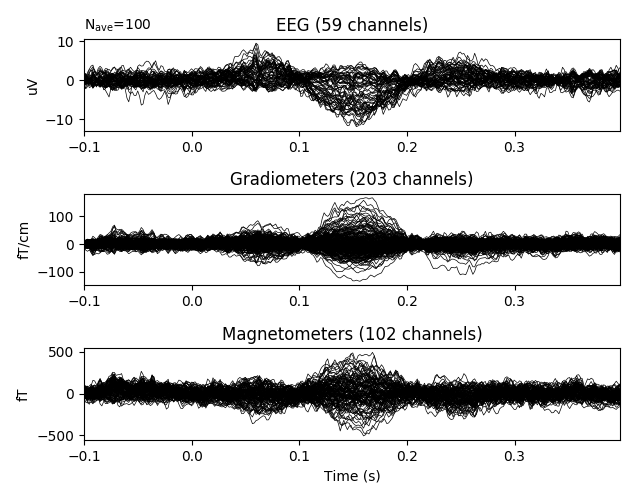 N_ave=100
EEG (59 channels)
10
0
−10
uV
−0.1 0.0 0.1 0.2 0.3
Gradiometers (203 channels)
100
0
−100
fT/cm
−0.1 0.0 0.1 0.2 0.3
Magnetometers (102 channels)
500
0
−500
fT
−0.1 0.0 0.1 0.2 0.3
Time (s)